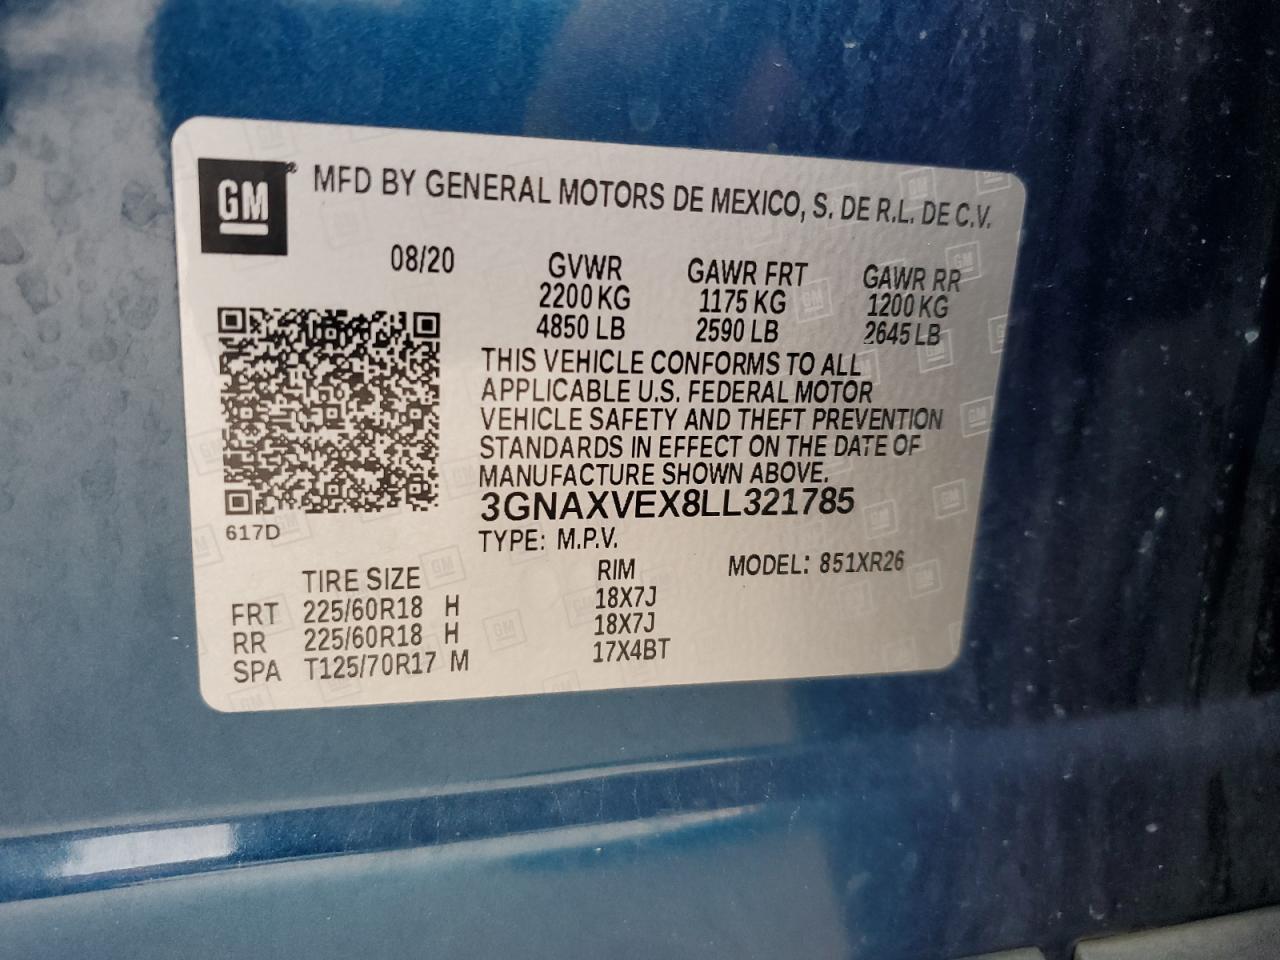 GM
MFD BY GENERAL MOTORS DE MEXICO, S. DE R.L. DE C.V.
08/20 GVWR GAWR FRT GAWR RR
2200 KG 1175 KG 1200 KG
4850 LB 2590 LB 2645 LB
THIS VEHICLE CONFORMS TO ALL
APPLICABLE U.S. FEDERAL MOTOR
VEHICLE SAFETY AND THEFT PREVENTION
STANDARDS IN EFFECT ON THE DATE OF
MANUFACTURE SHOWN ABOVE.
3GNAXVEX8LL321785
617D
TYPE: M.P.V.
MODEL: 851XR26
TIRE SIZE RIM
FRT 225/60R18 H 18X7J
RR 225/60R18 H 18X7J
SPA T125/70R17 M 17X4BT